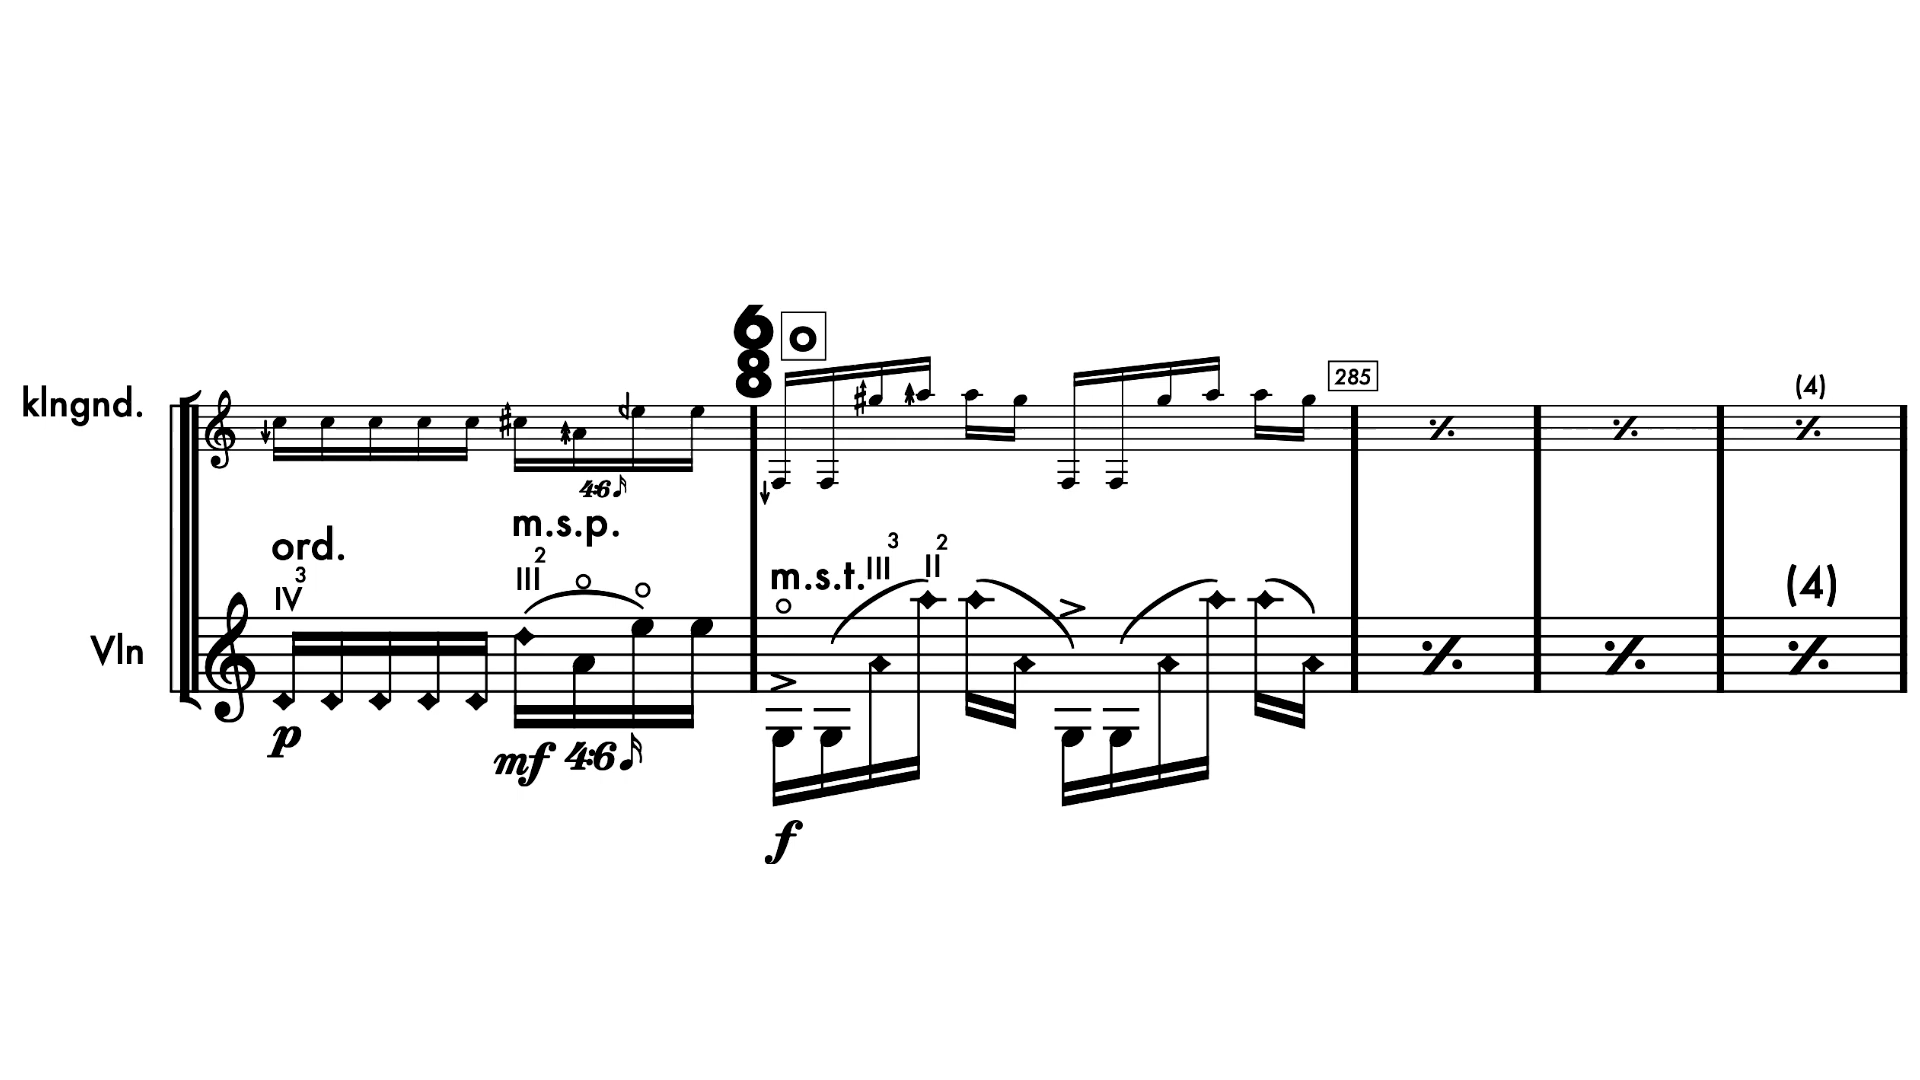 6
8
o
285
(4)
klngnd.
4:6
m.s.p.
ord.
III 2
IV 3
m.s.t.
III 3
II 2
(4)
Vln
p
mf 4:6
f